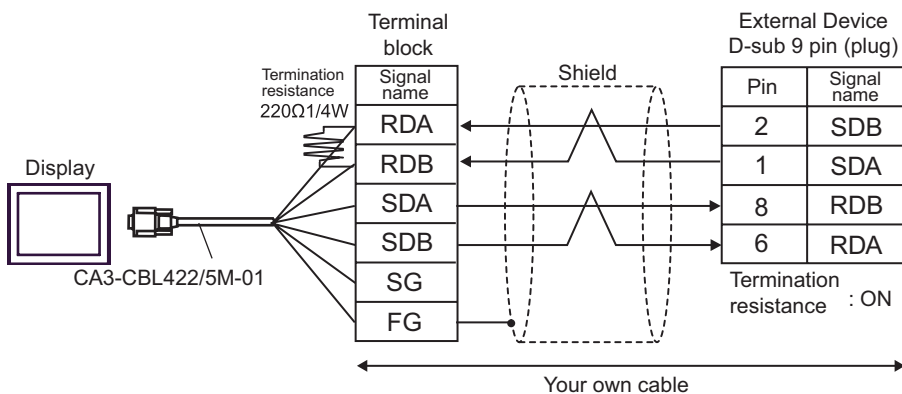 Terminal
block
External Device
D-sub 9 pin (plug)
Termination
resistance
220Ω1/4W
Signal
name
Shield
Pin
Signal
name
RDA
2
SDB
RDB
1
SDA
Display
SDA
8
RDB
SDB
6
RDA
CA3-CBL422/5M-01
SG
Termination
resistance : ON
FG
Your own cable